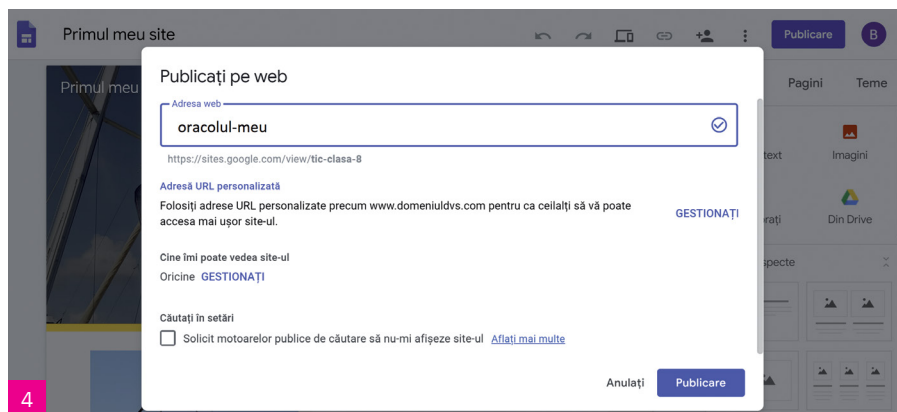 Primul meu site
Publicare
B
Primul meu
Pagini
Teme
Publicați pe web
Adresa web
oracolul-meu
https://sites.google.com/view/tic-clasa-8
text
Imagini
Adresă URL personalizată
Folosiți adrese URL personalizate precum www.domeniuldvs.com pentru ca ceilalți să vă poate
accesa mai ușor site-ul.
GESTIONAȚI
Din Drive
Cine îmi poate vedea site-ul
Oricine GESTIONAȚI
Căutați în setări
Solicit motoarelor publice de căutare să nu-mi afișeze site-ul Aflați mai multe
Anulați
Publicare
4